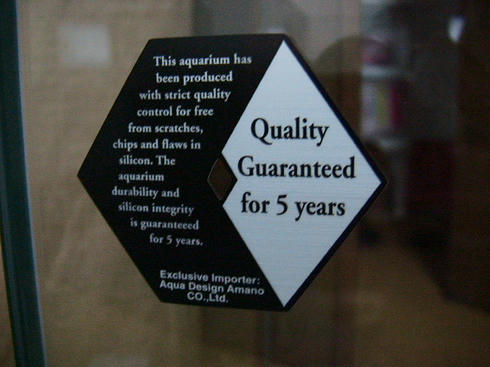 This aquarium has
been produced
with strict quality
control for free
from scratches,
chips and flaws in
silicon. The
aquarium
durability and
silicon integrity
is guaranteeed
for 5 years.
Exclusive Importer:
Aqua Design Amano
CO.,Ltd.
Quality
Guaranteed
for 5 years